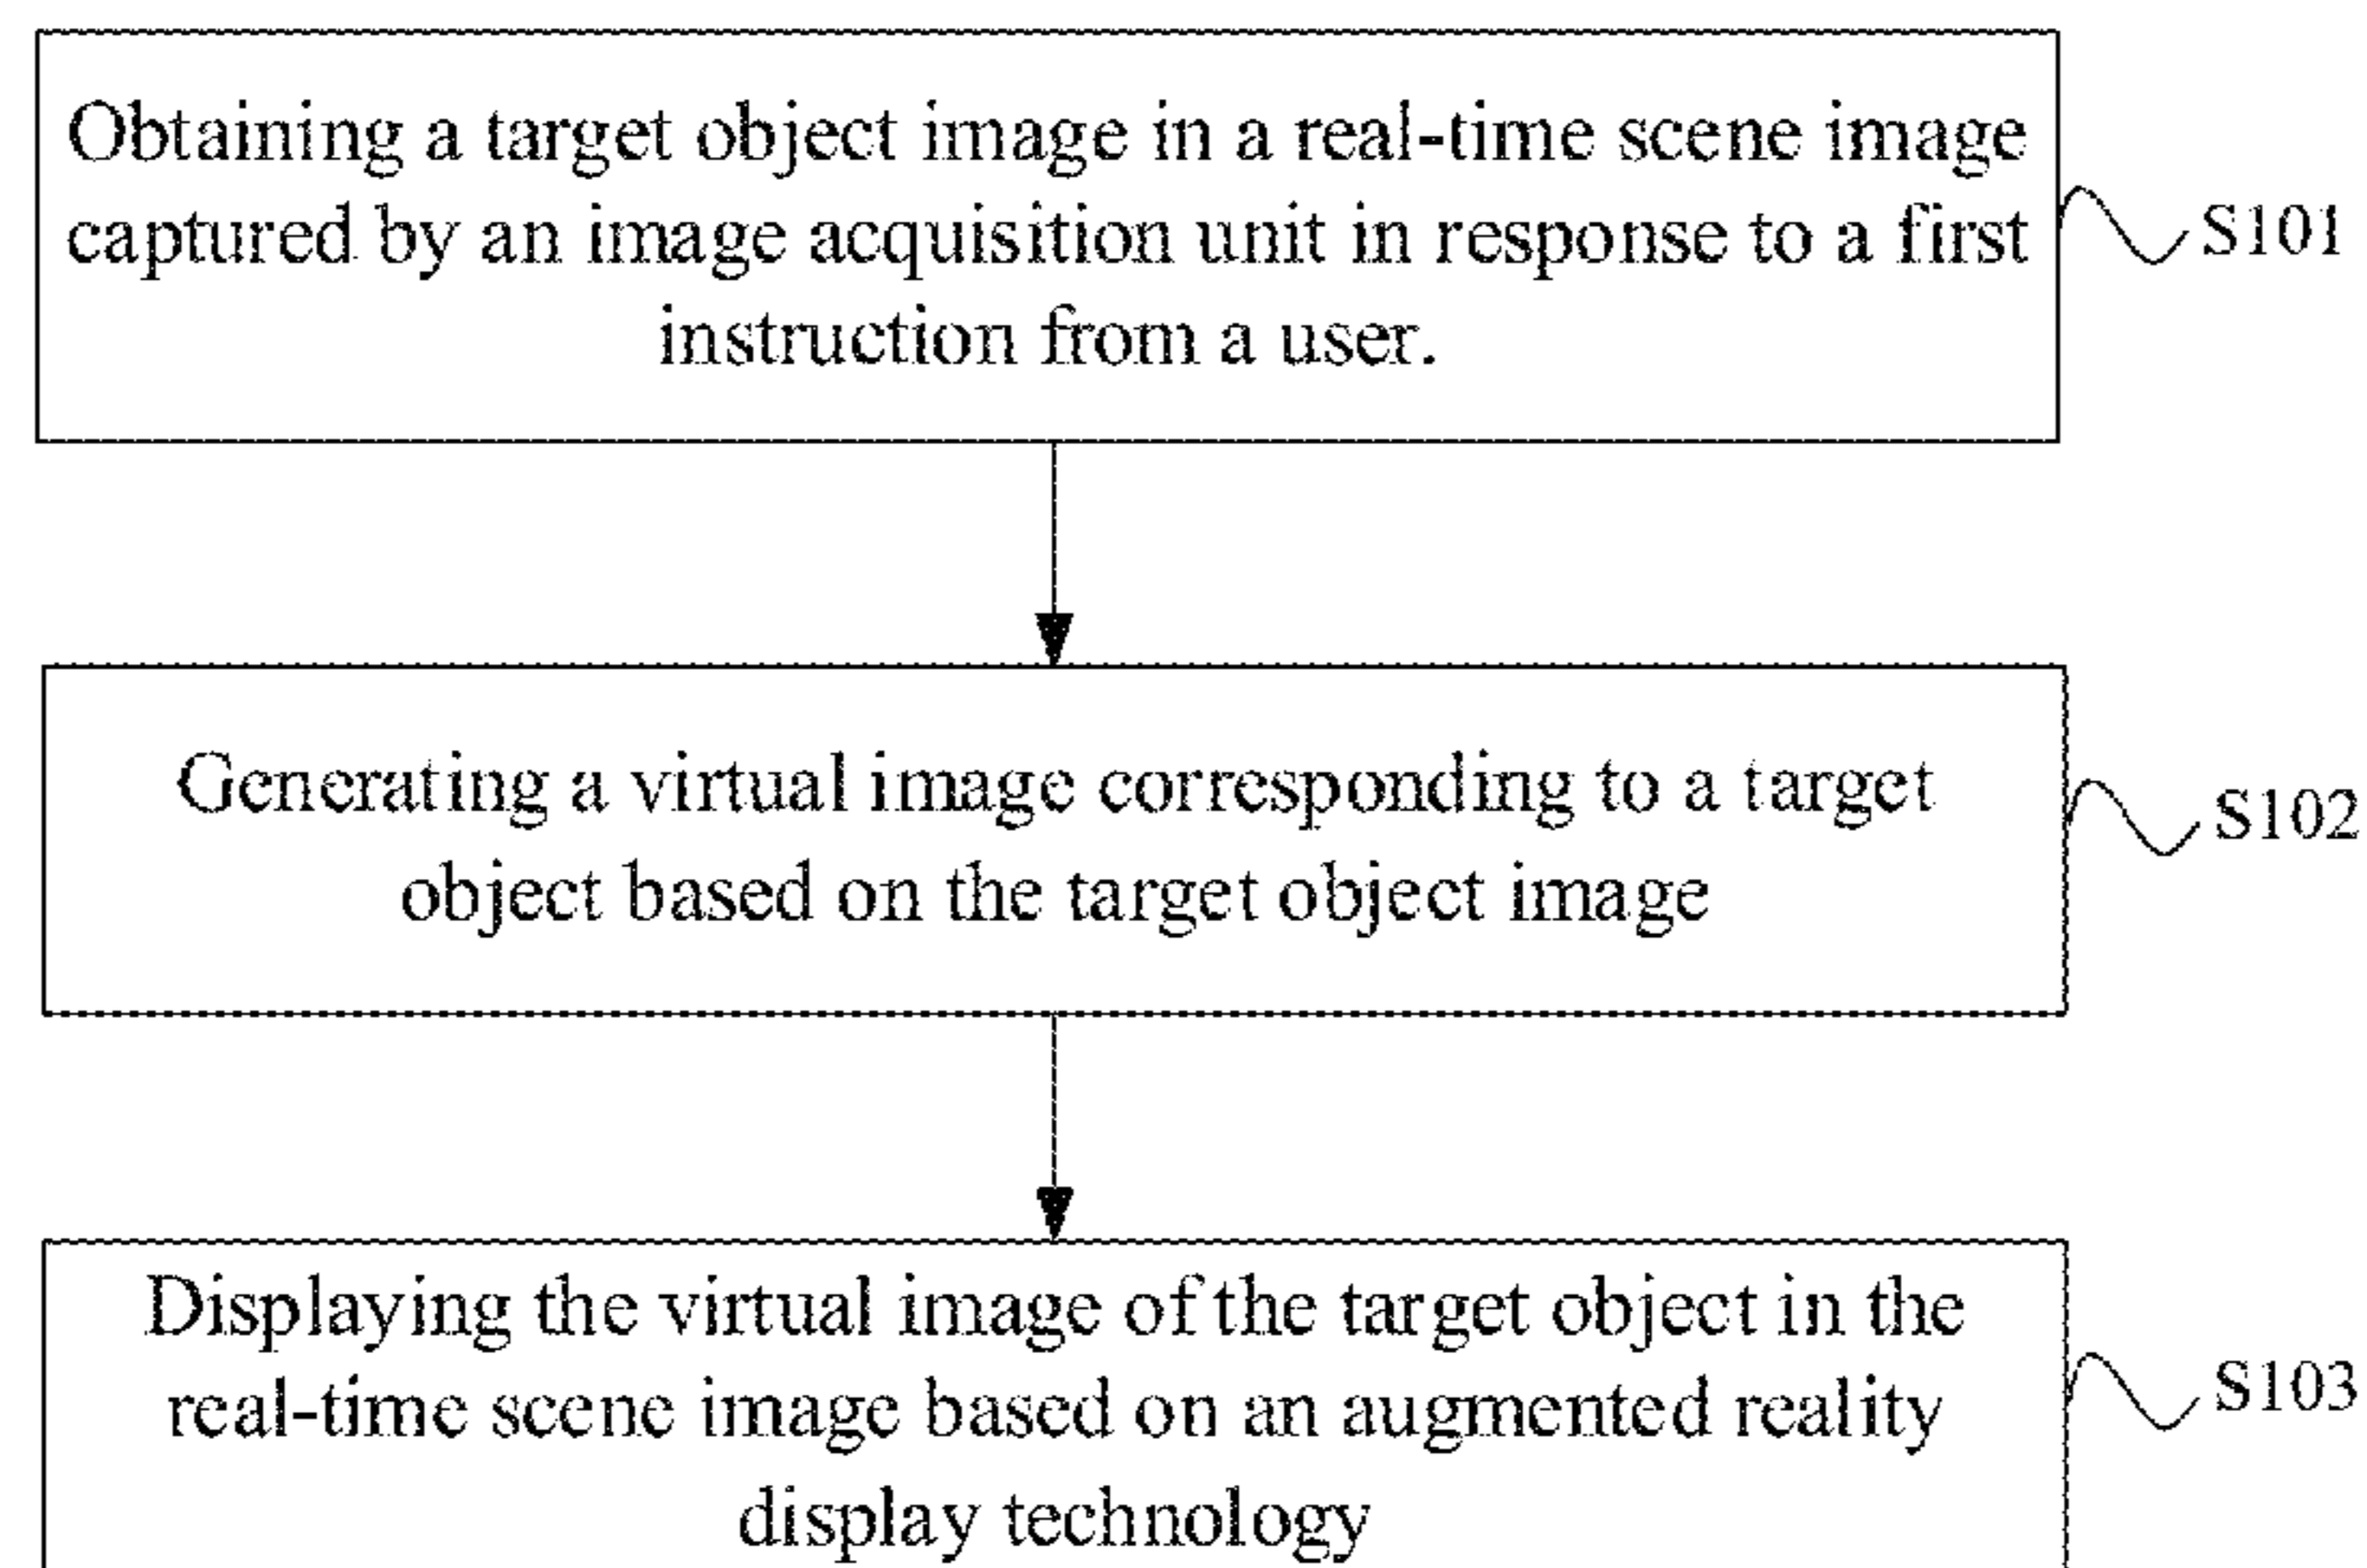 Obtaining a target object image in a real-time scene image
captured by an image acquisition unit in response to a first
instruction from a user.
S101
Generating a virtual image corresponding to a target
object based on the target object image
S102
Displaying the virtual image of the target object in the
real-time scene image based on an augmented reality
display technology
S103